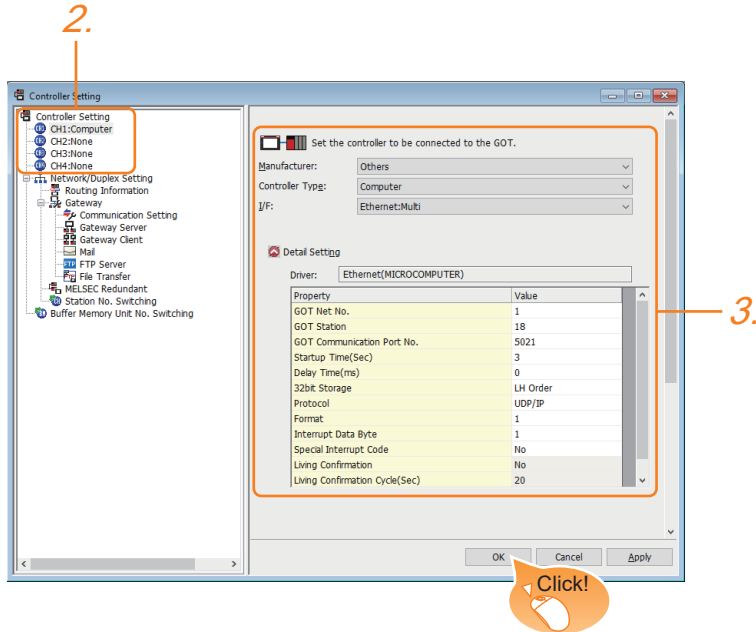 2.
Controller Setting
Controller Setting
CH1:Computer
CH2:None
CH3:None
CH4:None
Network/Duplex Setting
Routing Information
Gateway
Communication Setting
Gateway Server
Gateway Client
Mail
FTP Server
File Transfer
MELSEC Redundant
Station No. Switching
Buffer Memory Unit No. Switching
Set the controller to be connected to the GOT.
Manufacturer: Others
Controller Type: Computer
I/F: Ethernet:Multi
Detail Setting
Driver: Ethernet(MICROCOMPUTER)
Property Value
GOT Net No. 1
GOT Station 18
GOT Communication Port No. 5021
Startup Time(Sec) 3
Delay Time(ms) 0
32bit Storage LH Order
Protocol UDP/IP
Format 1
Interrupt Data Byte 1
Special Interrupt Code No
Living Confirmation No
Living Confirmation Cycle(Sec) 20
3.
OK Cancel Apply
Click!